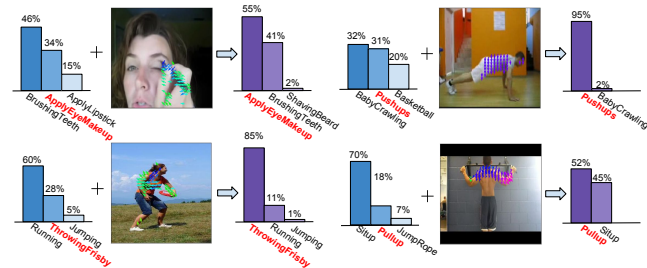 46%
34%
15%
BrushingTeeth
ApplyEyeMakeup
ApplyLipstick
55%
41%
2%
ApplyEyeMakeup
BrushingTeeth
ShavingBeard
32%
31%
20%
BabyCrawling
Pushups
Basketball
95%
2%
Pushups
BabyCrawling
60%
28%
5%
Running
ThrowingFrisby
Jumping
85%
11%
1%
ThrowingFrisby
Running
Jumping
70%
18%
7%
Situp
Pullup
JumpRope
52%
45%
Pullup
Situp